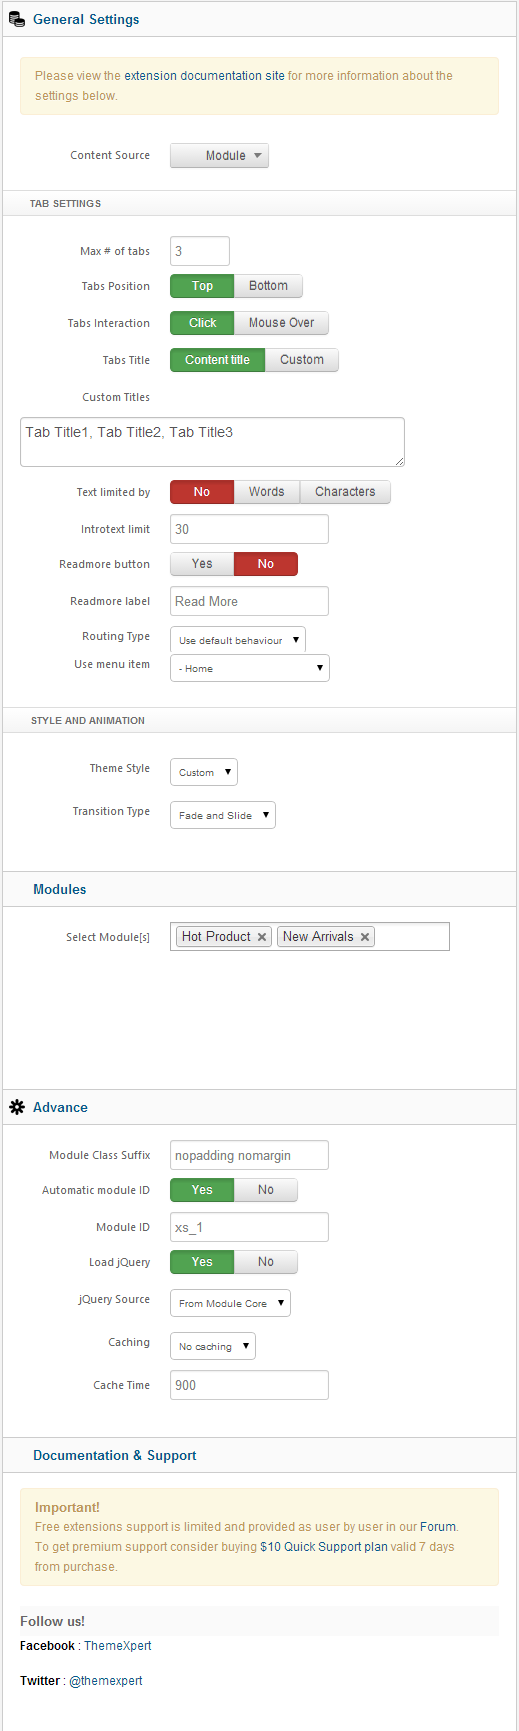 General Settings
Please view the extension documentation site for more information about the
settings below.
Content Source Module
TAB SETTINGS
Max # of tabs 3
Tabs Position Top Bottom
Tabs Interaction Click Mouse Over
Tabs Title Content title Custom
Custom Titles
Tab Title1, Tab Title2, Tab Title3
Text limited by No Words Characters
Introtext limit 30
Readmore button Yes No
Readmore label Read More
Routing Type Use default behaviour
Use menu item - Home
STYLE AND ANIMATION
Theme Style Custom
Transition Type Fade and Slide
Modules
Select Module[s] Hot Product New Arrivals
Advance
Module Class Suffix nopadding nomargin
Automatic module ID Yes No
Module ID xs_1
Load jQuery Yes No
jQuery Source From Module Core
Caching No caching
Cache Time 900
Documentation & Support
Important!
Free extensions support is limited and provided as user by user in our Forum.
To get premium support consider buying $10 Quick Support plan valid 7 days
from purchase.
Follow us!
Facebook : ThemeXpert
Twitter : @themexpert